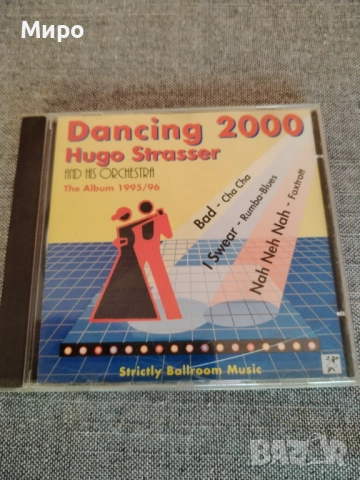 Миро
Dancing 2000
Hugo Strasser
AND HIS ORCHESTRA
The Album 1995/96
Bad - Cha Cha
I Swear - Rumba-Blues
Nah Neh Nah - Foxtrott
Strictly Ballroom Music
BAZAR